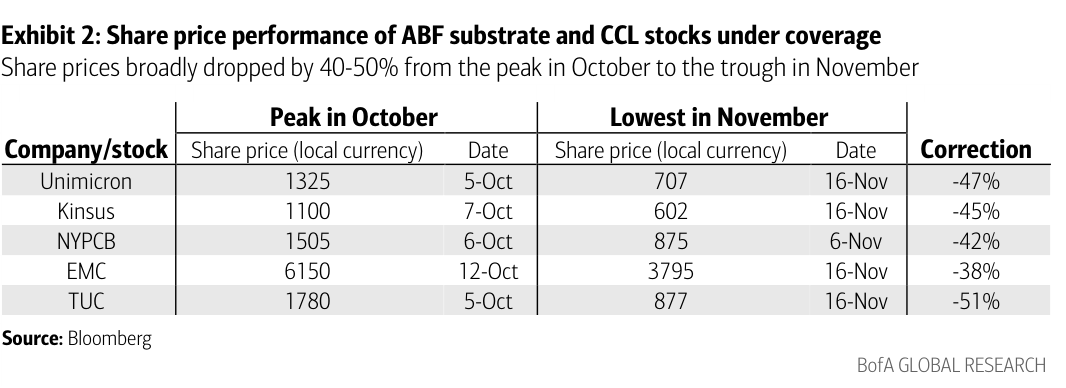 Exhibit 2: Share price performance of ABF substrate and CCL stocks under coverage
Share prices broadly dropped by 40-50% from the peak in October to the trough in November
Peak in October Lowest in November
Company/stock Share price (local currency) Date Share price (local currency) Date Correction
Unimicron 1325 5-Oct 707 16-Nov -47%
Kinsus 1100 7-Oct 602 16-Nov -45%
NYPCB 1505 6-Oct 875 6-Nov -42%
EMC 6150 12-Oct 3795 16-Nov -38%
TUC 1780 5-Oct 877 16-Nov -51%
Source: Bloomberg
BofA GLOBAL RESEARCH